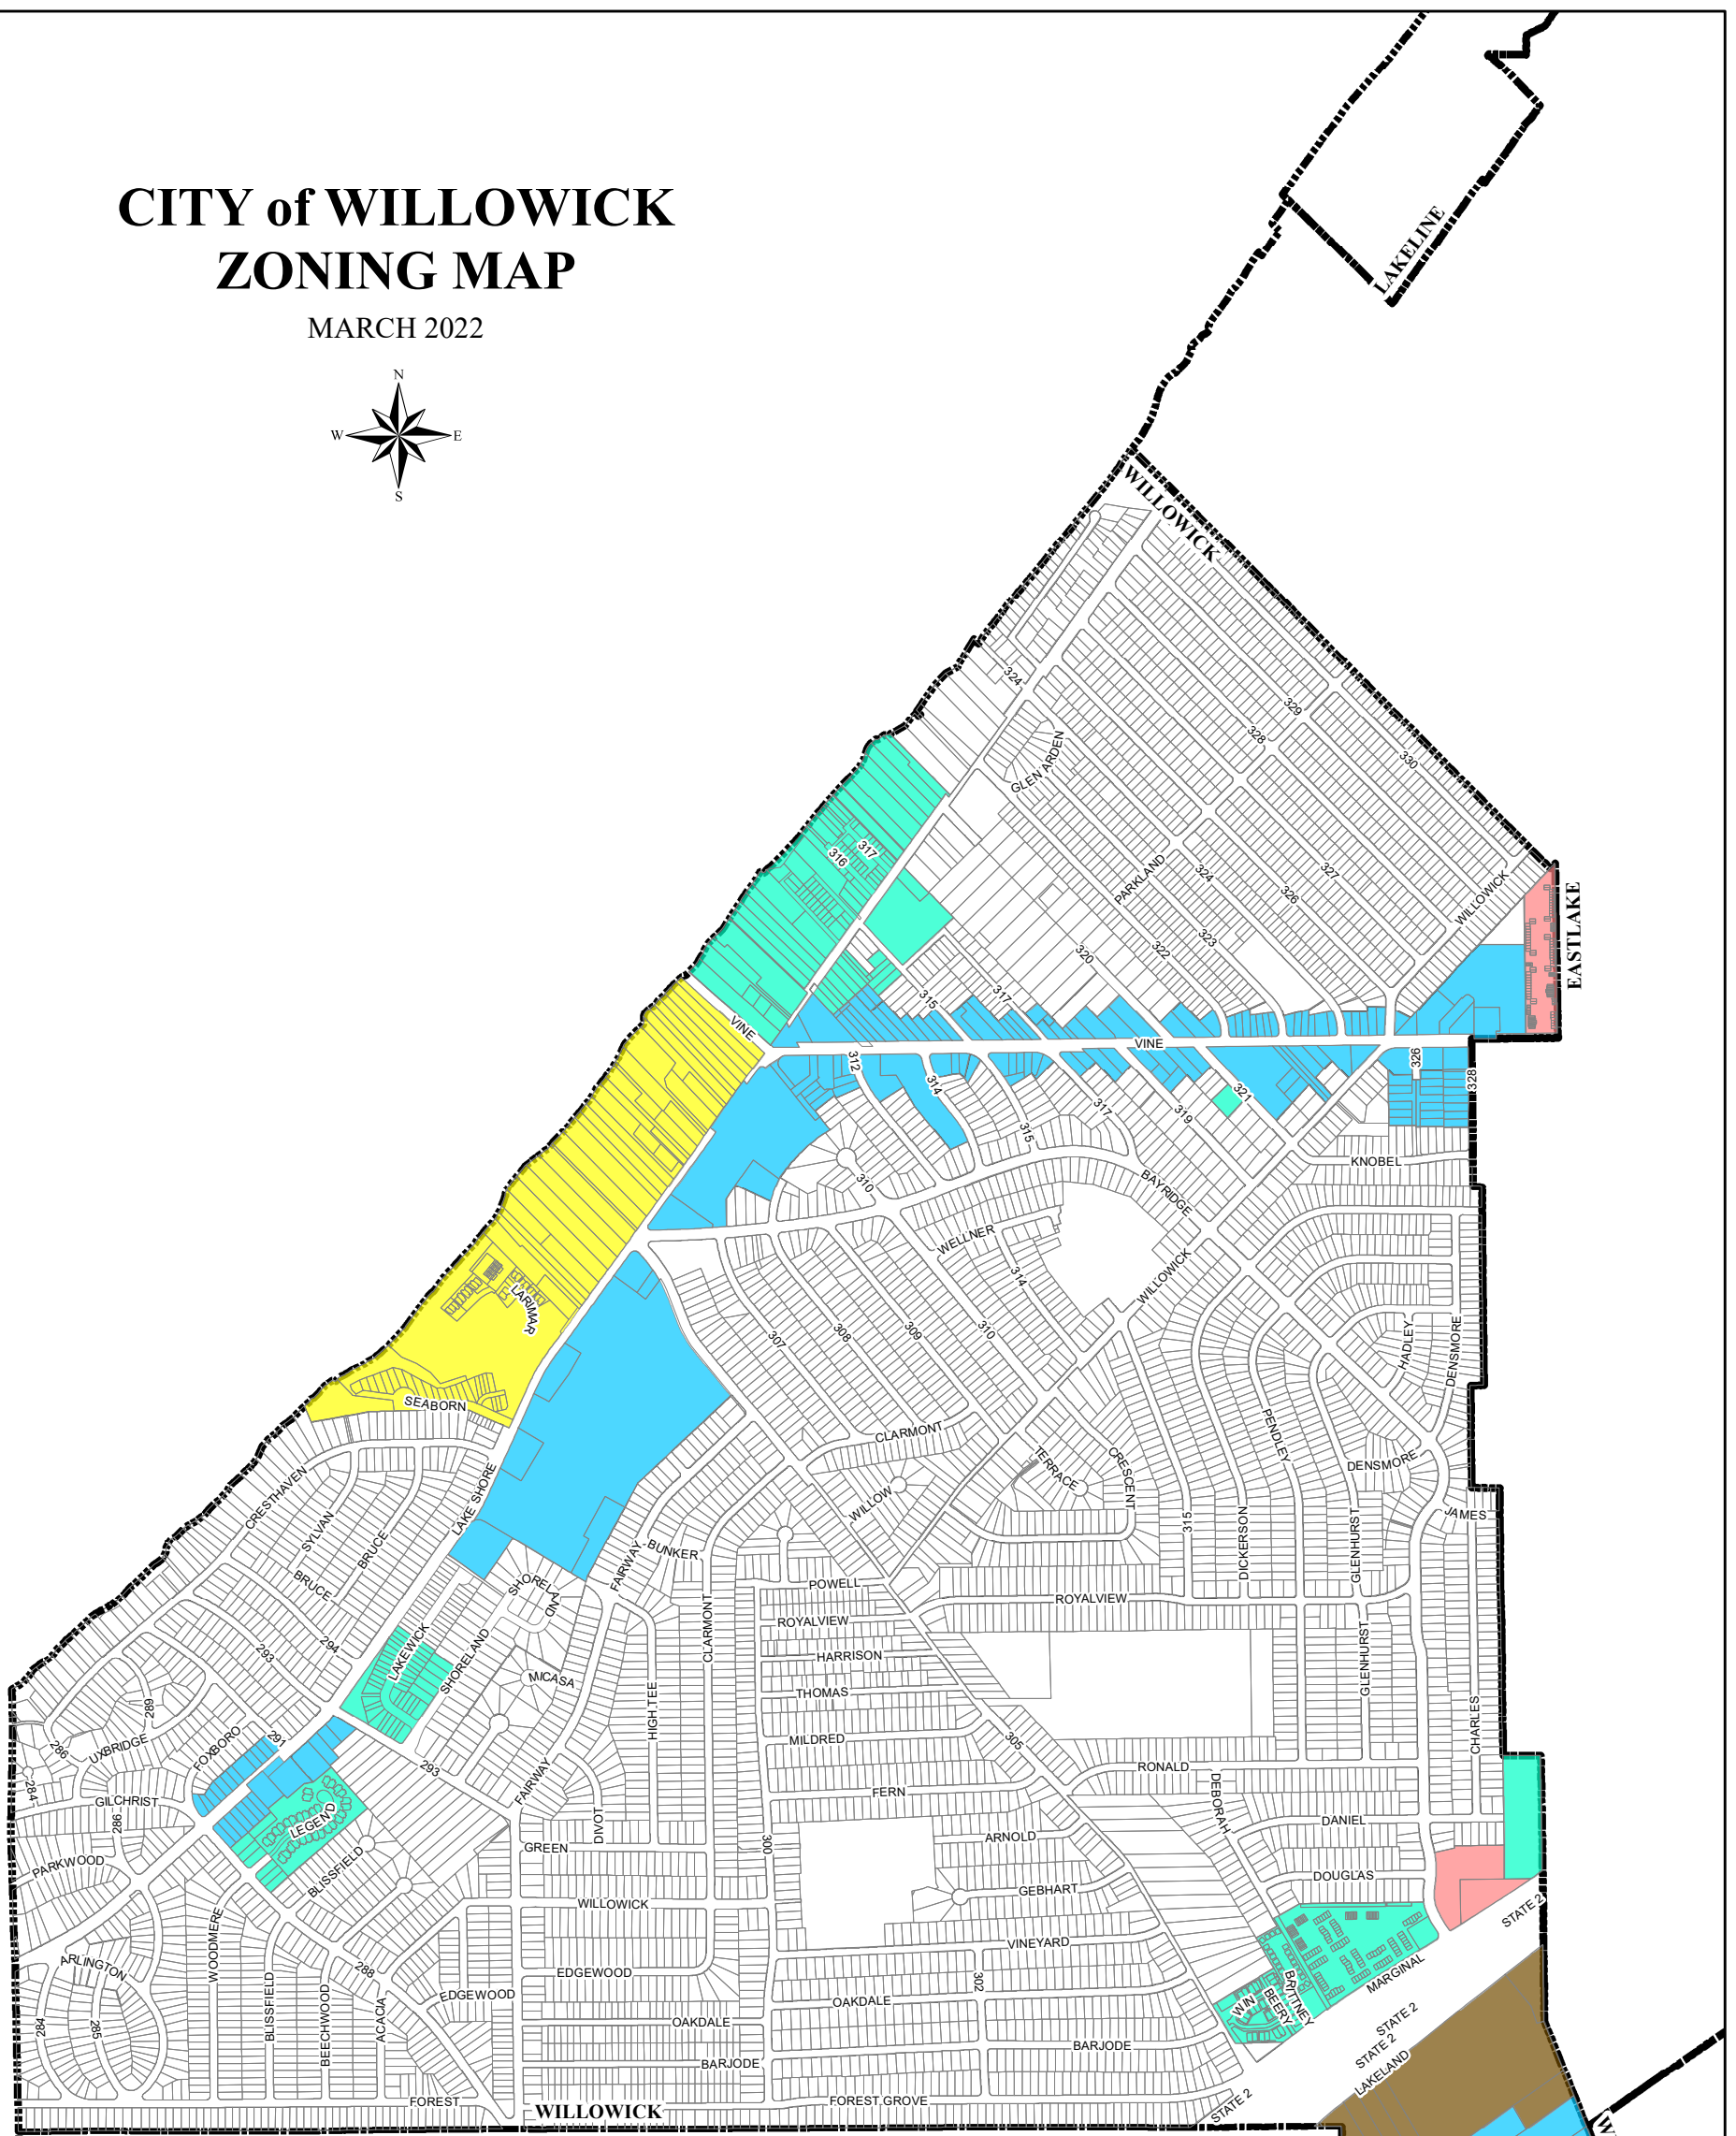 CITY of WILLOWICK
ZONING MAP
MARCH 2022
N
W
E
S
LAKELINE
WILLOWICK
324
329
328
330
GLEN ARDEN
317
316
PARKLAND
324
327
326
WILLOWICK
EASTLAKE
323
322
320
317
315
VINE
VINE
312
326
328
314
321
317
319
315
KNOBEL
310
BAYRIDGE
WELLNER
WILLOWICK
314
LARIMAR
307
308
309
310
HADLEY
DENSMORE
SEABORN
CLARMONT
PENDLEY
TERRACE
CRESCENT
DENSMORE
CRESTHAVEN
LAKE SHORE
WILLOW
JAMES
SYLVAN
BRUCE
315
DICKERSON
GLENHURST
BUNKER
FAIRWAY
BRUCE
SHORELAND
POWELL
ROYALVIEW
ROYALVIEW
CLARMONT
294
293
LAKEWICK
SHORELAND
HARRISON
GLENHURST
MICASA
THOMAS
HIGH TEE
289
291
FOXBORO
UXBRIDGE
286
MILDRED
305
CHARLES
293
FAIRWAY
RONALD
284
GILCHRIST
286
FERN
DEBORAH
LEGEND
DIVOT
DANIEL
GREEN
300
ARNOLD
PARKWOOD
BLISSFIELD
DOUGLAS
GEBHART
WILLOWICK
STATE 2
WOODMERE
VINEYARD
ARLINGTON
288
EDGEWOOD
302
MARGINAL
EDGEWOOD
BRITTNEY
BEERY
WIN
OAKDALE
284
285
BLISSFIELD
BEECHWOOD
ACACIA
OAKDALE
STATE 2
STATE 2
BARJODE
BARJODE
LAKELAND
FOREST
WILLOWICK
FOREST GROVE
STATE 2
W